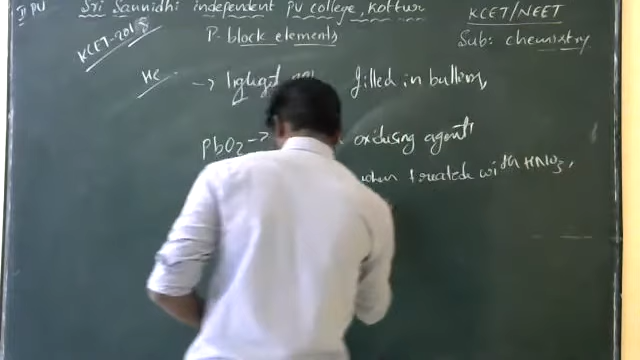 II PU Sri Sannidhi independent PU college, Kottur
KCET/NEET
KCET-2018
P-block elements
Sub: chemistry
He → filled in balloons,
PbO2 → oxidising agent
when treated with HNO3,